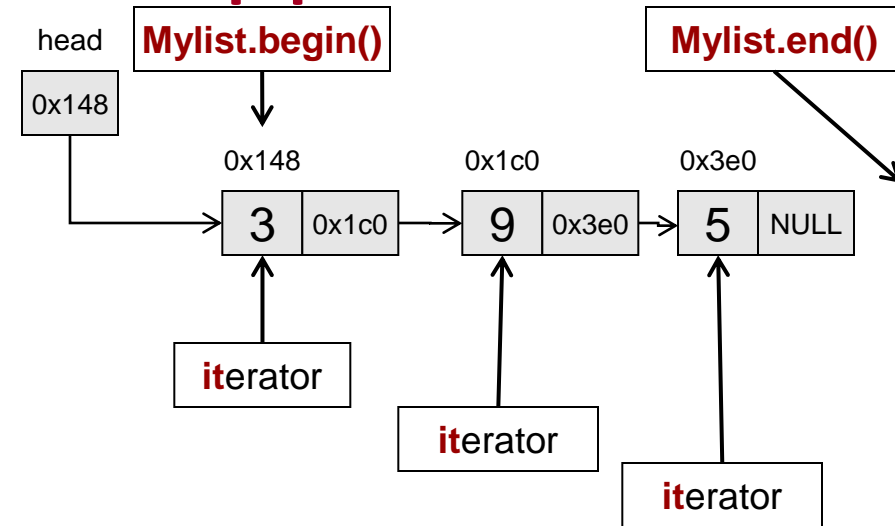 head
Mylist.begin()
Mylist.end()
0x148
0x148
0x1c0
0x3e0
3
0x1c0
9
0x3e0
5
NULL
iterator
iterator
iterator